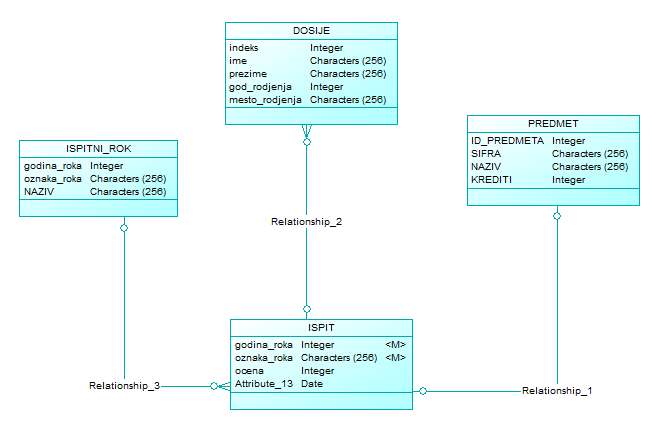 DOSIJE
indeks Integer
ime Characters (256)
prezime Characters (256)
god_rodjenja Integer
mesto_rodjenja Characters (256)
PREDMET
ID_PREDMETA Integer
SIFRA Characters (256)
NAZIV Characters (256)
KREDITI Integer
ISPITNI_ROK
godina_roka Integer
oznaka_roka Characters (256)
NAZIV Characters (256)
Relationship_2
ISPIT
godina_roka Integer <M>
oznaka_roka Characters (256) <M>
ocena Integer
Attribute_13 Date
Relationship_3
Relationship_1